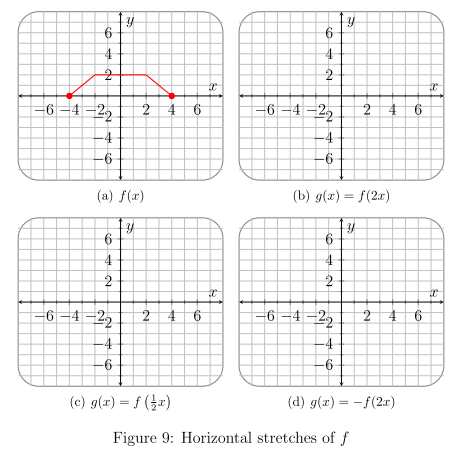 y
6
4
2
x
−6 −4 −2 2 4 6
−2
−4
−6
(a) f(x)
y
6
4
2
x
−6 −4 −2 2 4 6
−2
−4
−6
(b) g(x) = f(2x)
y
6
4
2
x
−6 −4 −2 2 4 6
−2
−4
−6
(c) g(x) = f(½x)
y
6
4
2
x
−6 −4 −2 2 4 6
−2
−4
−6
(d) g(x) = −f(2x)
Figure 9: Horizontal stretches of f